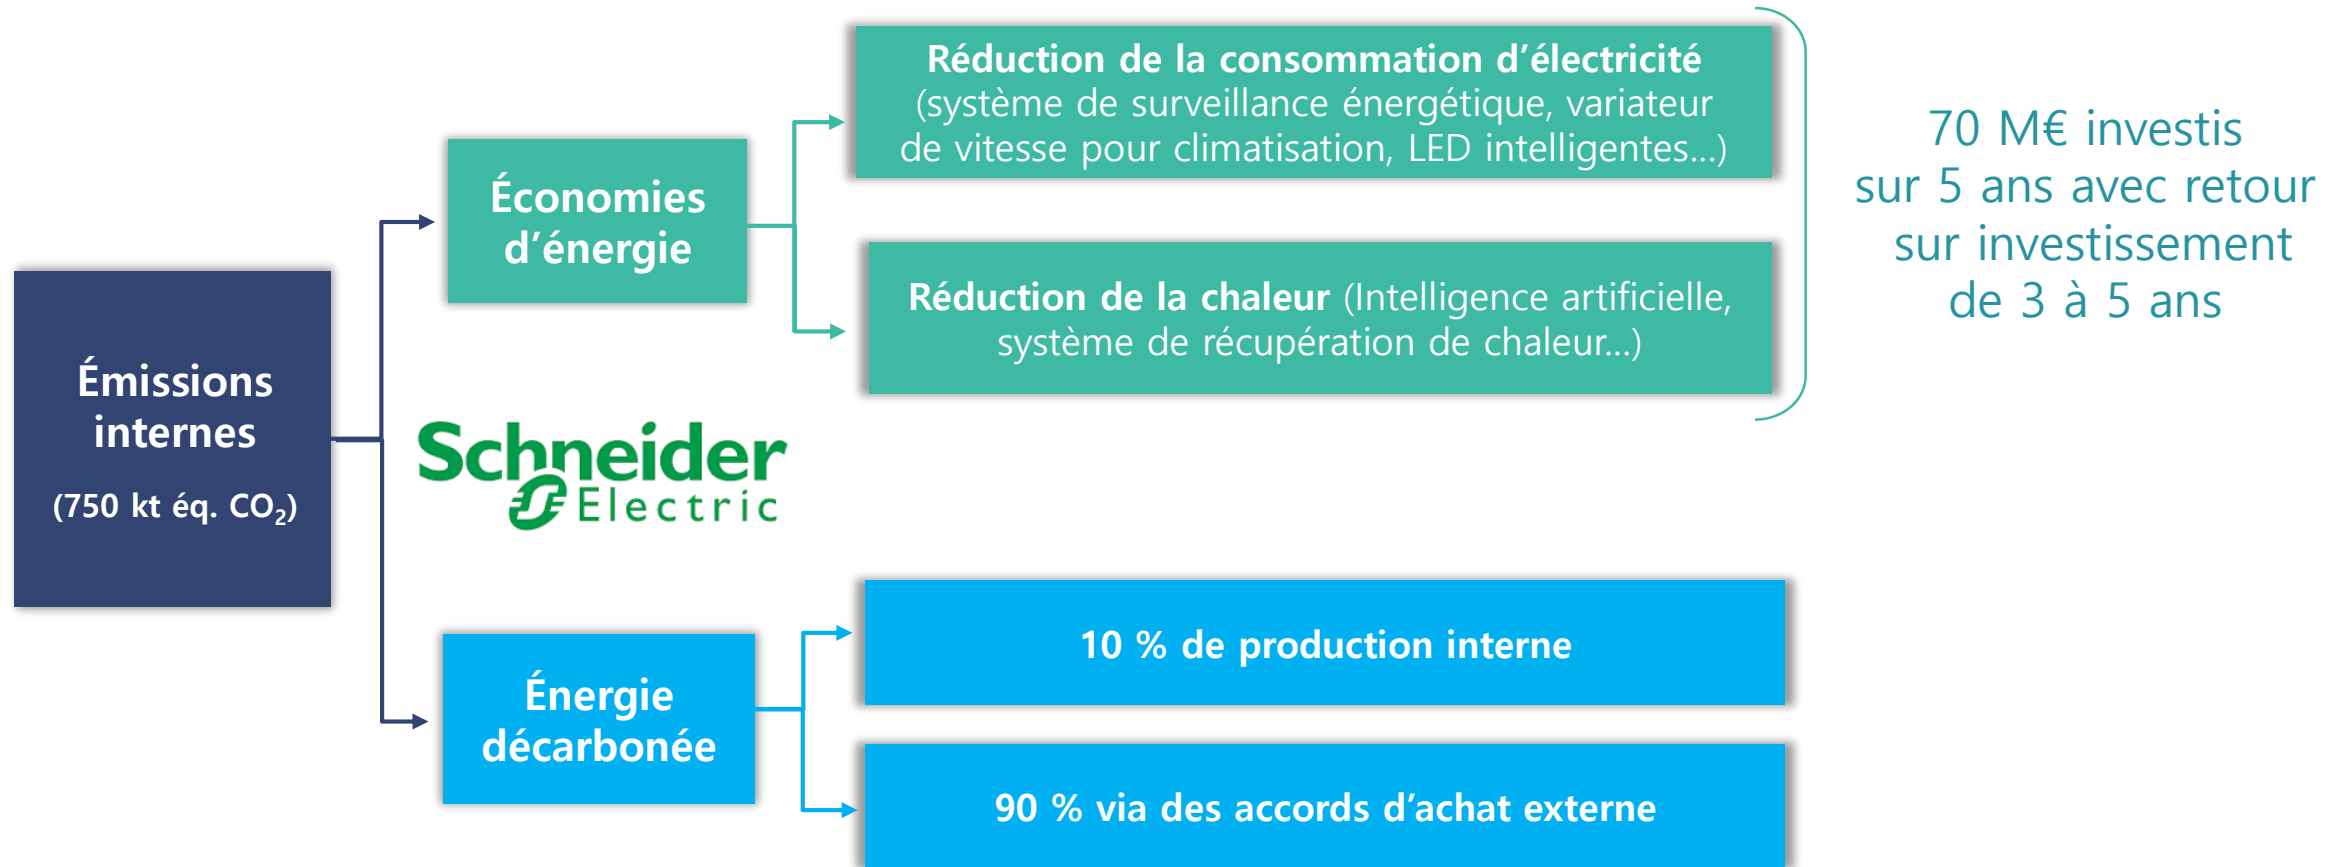 Réduction de la consommation d’électricité
(système de surveillance énergétique, variateur
de vitesse pour climatisation, LED intelligentes...)
70 M€ investis
sur 5 ans avec retour
sur investissement
de 3 à 5 ans
Économies
d’énergie
Réduction de la chaleur (Intelligence artificielle,
système de récupération de chaleur...)
Émissions
internes
(750 kt éq. CO₂)
Schneider
Electric
10 % de production interne
Énergie
décarbonée
90 % via des accords d’achat externe